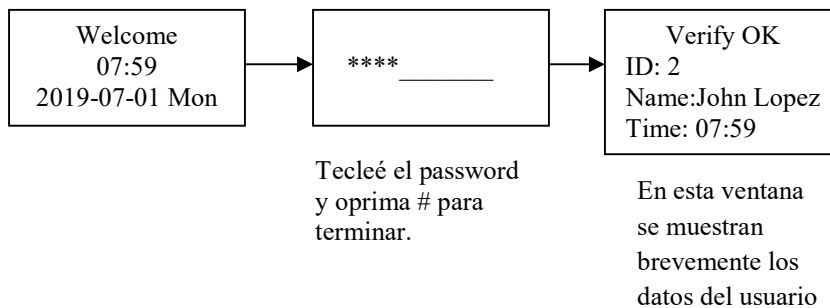 Welcome
07:59
2019-07-01 Mon
****_______
Verify OK
ID: 2
Name:John Lopez
Time: 07:59
Tecleé el password
y oprima # para
terminar.
En esta ventana
se muestran
brevemente los
datos del usuario